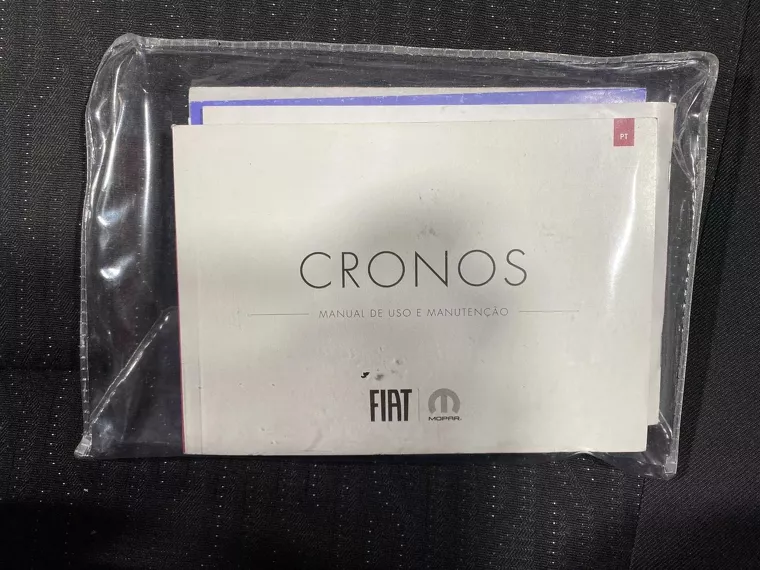 PT
CRONOS
MANUAL DE USO E MANUTENÇÃO
FIAT
MOPAR